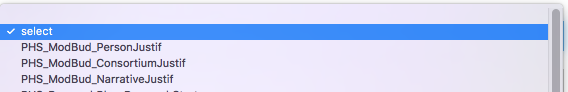 ✓ select
PHS_ModBud_PersonJustif
PHS_ModBud_ConsortiumJustif
PHS_ModBud_NarrativeJustif